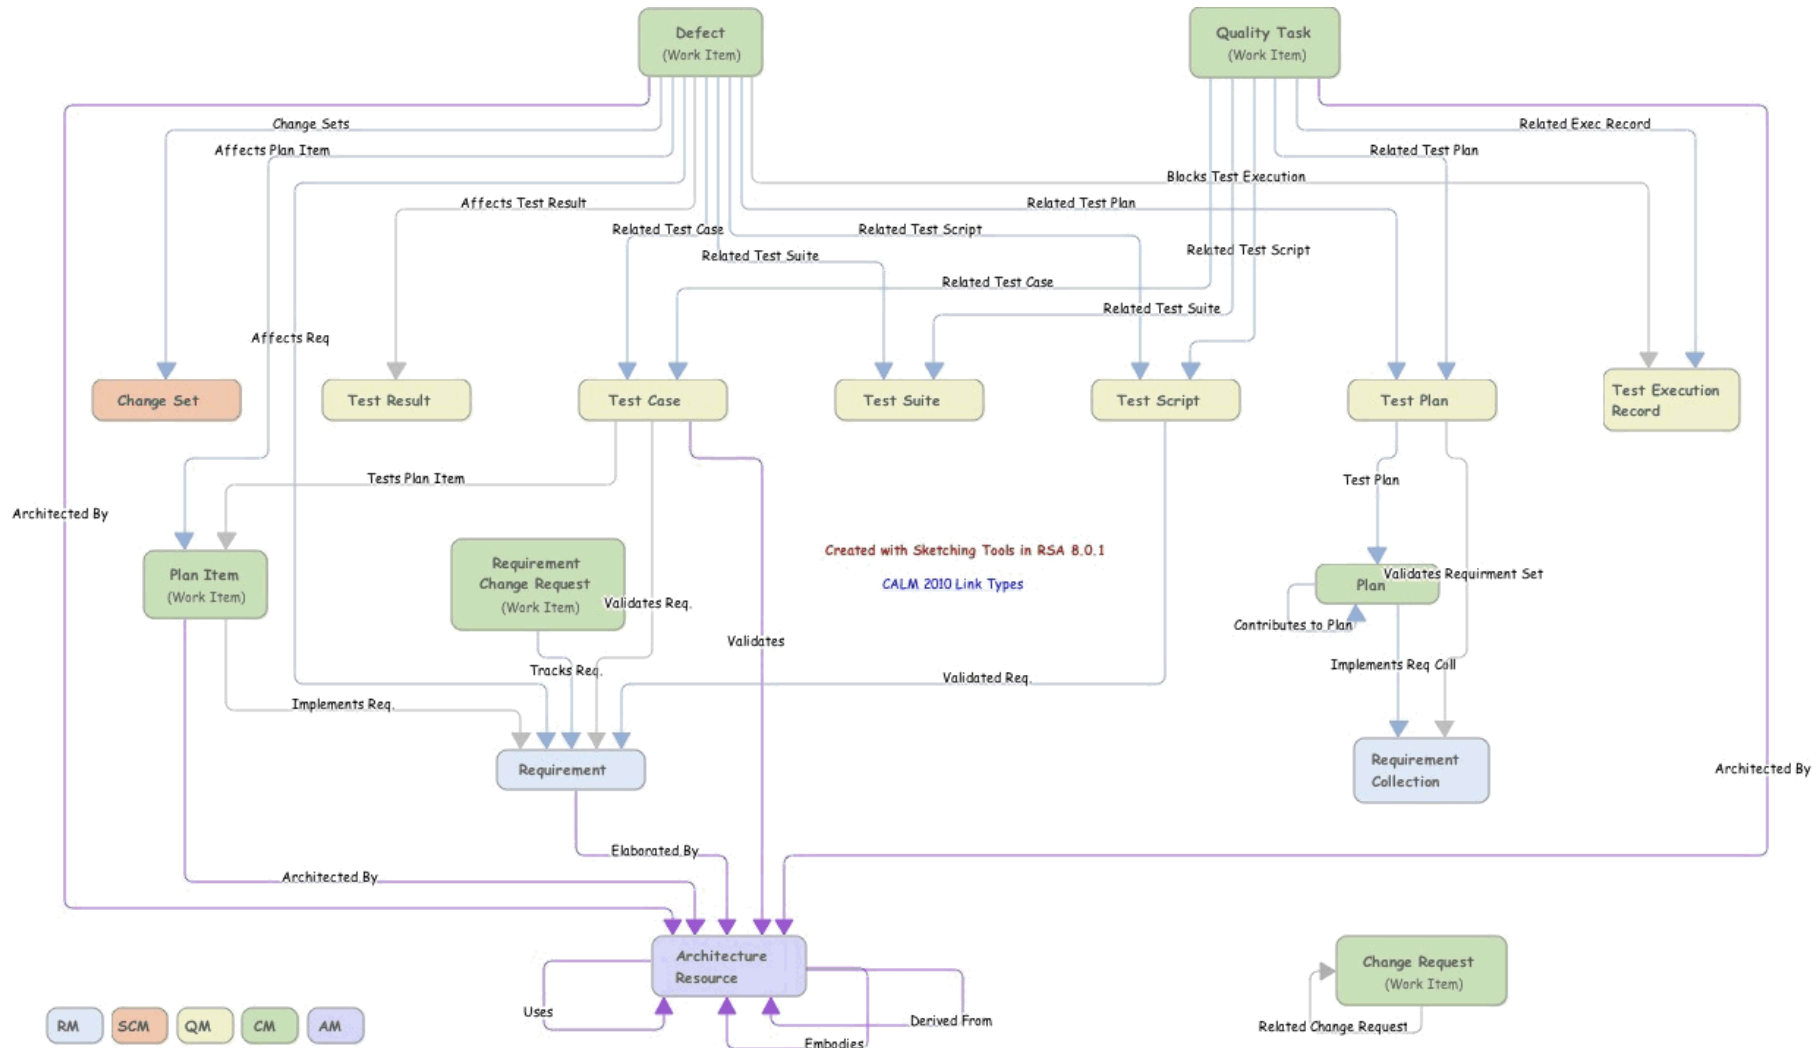 Defect
(Work Item)
Quality Task
(Work Item)
Change Sets
Related Exec Record
Affects Plan Item
Related Test Plan
Blocks Test Execution
Affects Test Result
Related Test Plan
Related Test Case
Related Test Script
Related Test Suite
Related Test Script
Related Test Case
Related Test Suite
Affects Req
Change Set
Test Result
Test Case
Test Suite
Test Script
Test Plan
Test Execution
Record
Tests Plan Item
Test Plan
Architected By
Created with Sketching Tools in RSA 8.0.1
CALM 2010 Link Types
Plan Item
(Work Item)
Requirement
Change Request
(Work Item)
Validates Req.
Plan
Validates Requirment Set
Contributes to Plan
Validates
Tracks Req.
Implements Req Coll
Validated Req.
Implements Req.
Requirement
Requirement
Collection
Architected By
Elaborated By
Architected By
Architecture
Resource
Uses
Derived From
Embodies
Change Request
(Work Item)
Related Change Request
RM
SCM
QM
CM
AM